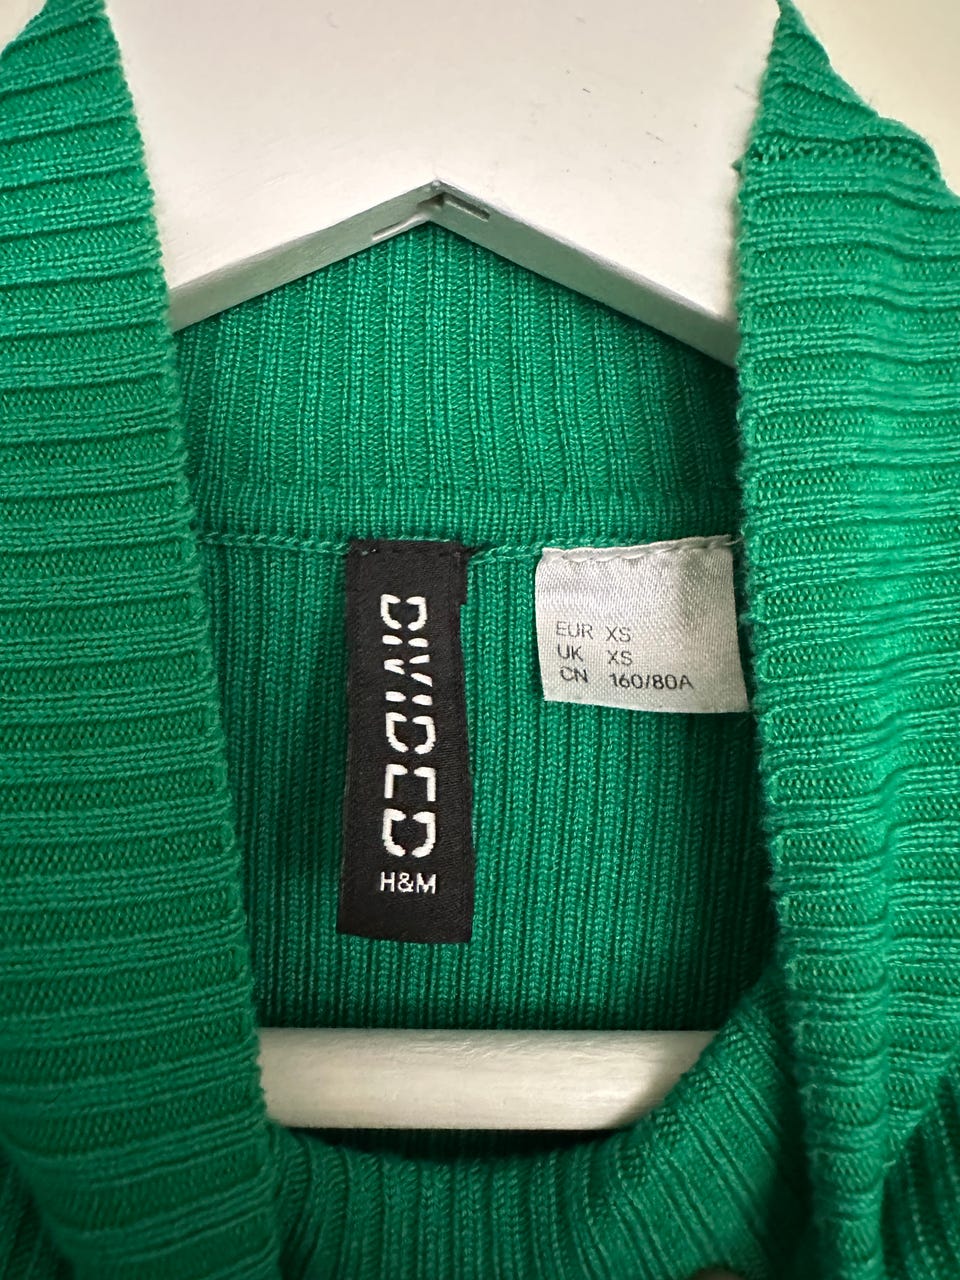 DIVIDED
H&M
EUR XS
UK XS
CN 160/80A